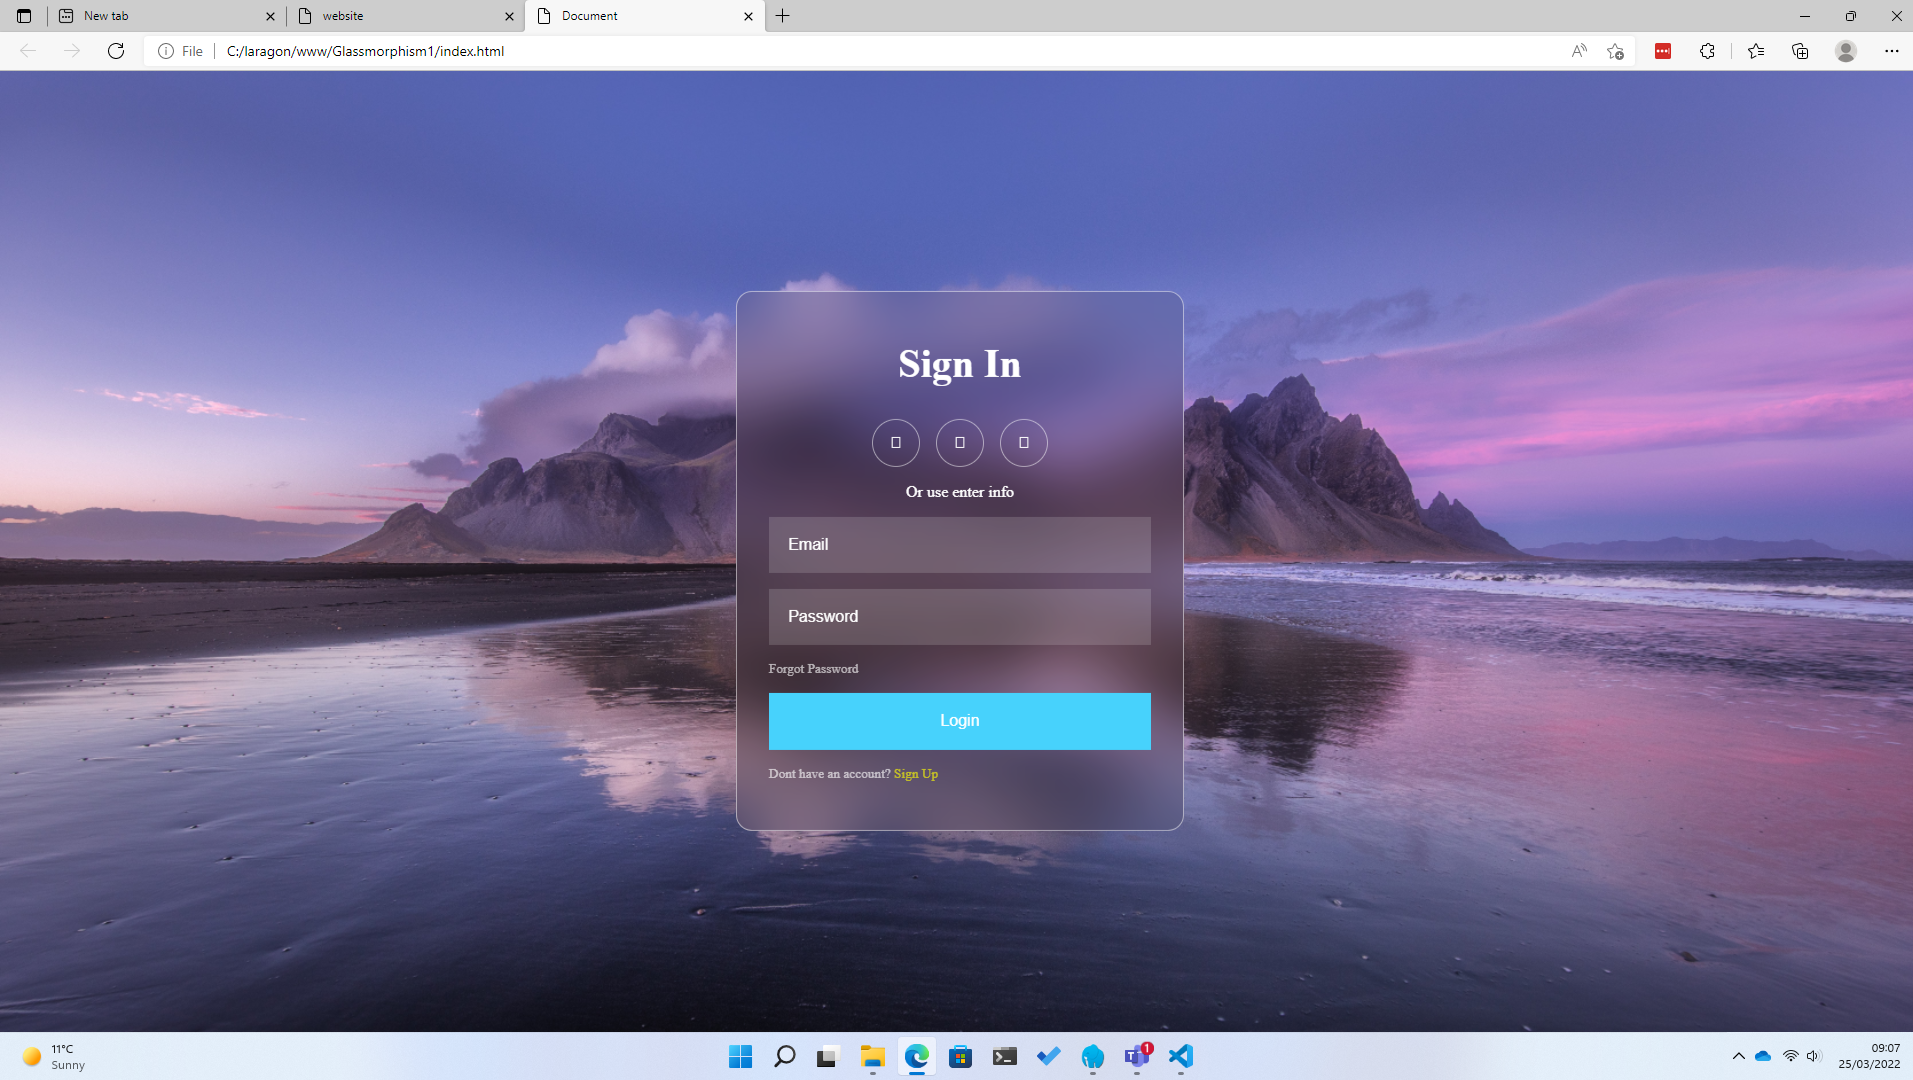 New tab
website
Document
File
C:/laragon/www/Glassmorphism1/index.html
Sign In
Or use enter info
Email
Password
Forgot Password
Login
Dont have an account? Sign Up
11°C
Sunny
1
09:07
25/03/2022